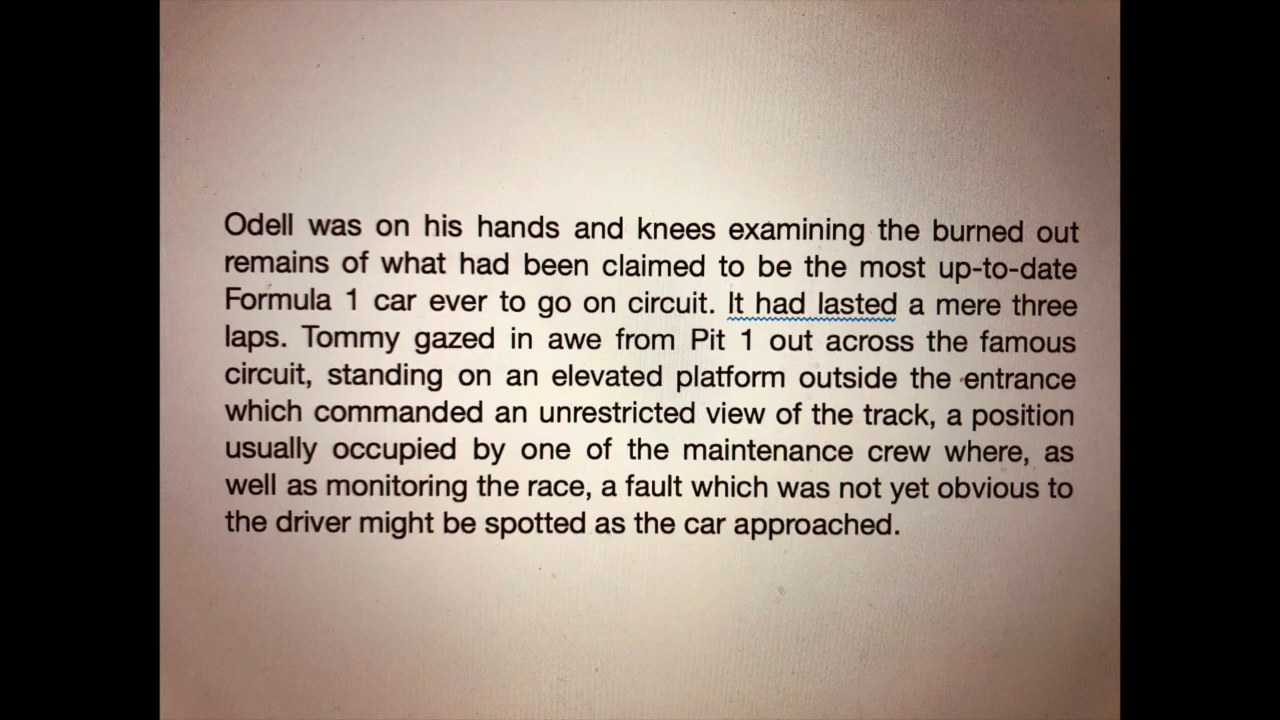 Odell was on his hands and knees examining the burned out
remains of what had been claimed to be the most up-to-date
Formula 1 car ever to go on circuit. It had lasted a mere three
laps. Tommy gazed in awe from Pit 1 out across the famous
circuit, standing on an elevated platform outside the entrance
which commanded an unrestricted view of the track, a position
usually occupied by one of the maintenance crew where, as
well as monitoring the race, a fault which was not yet obvious to
the driver might be spotted as the car approached.